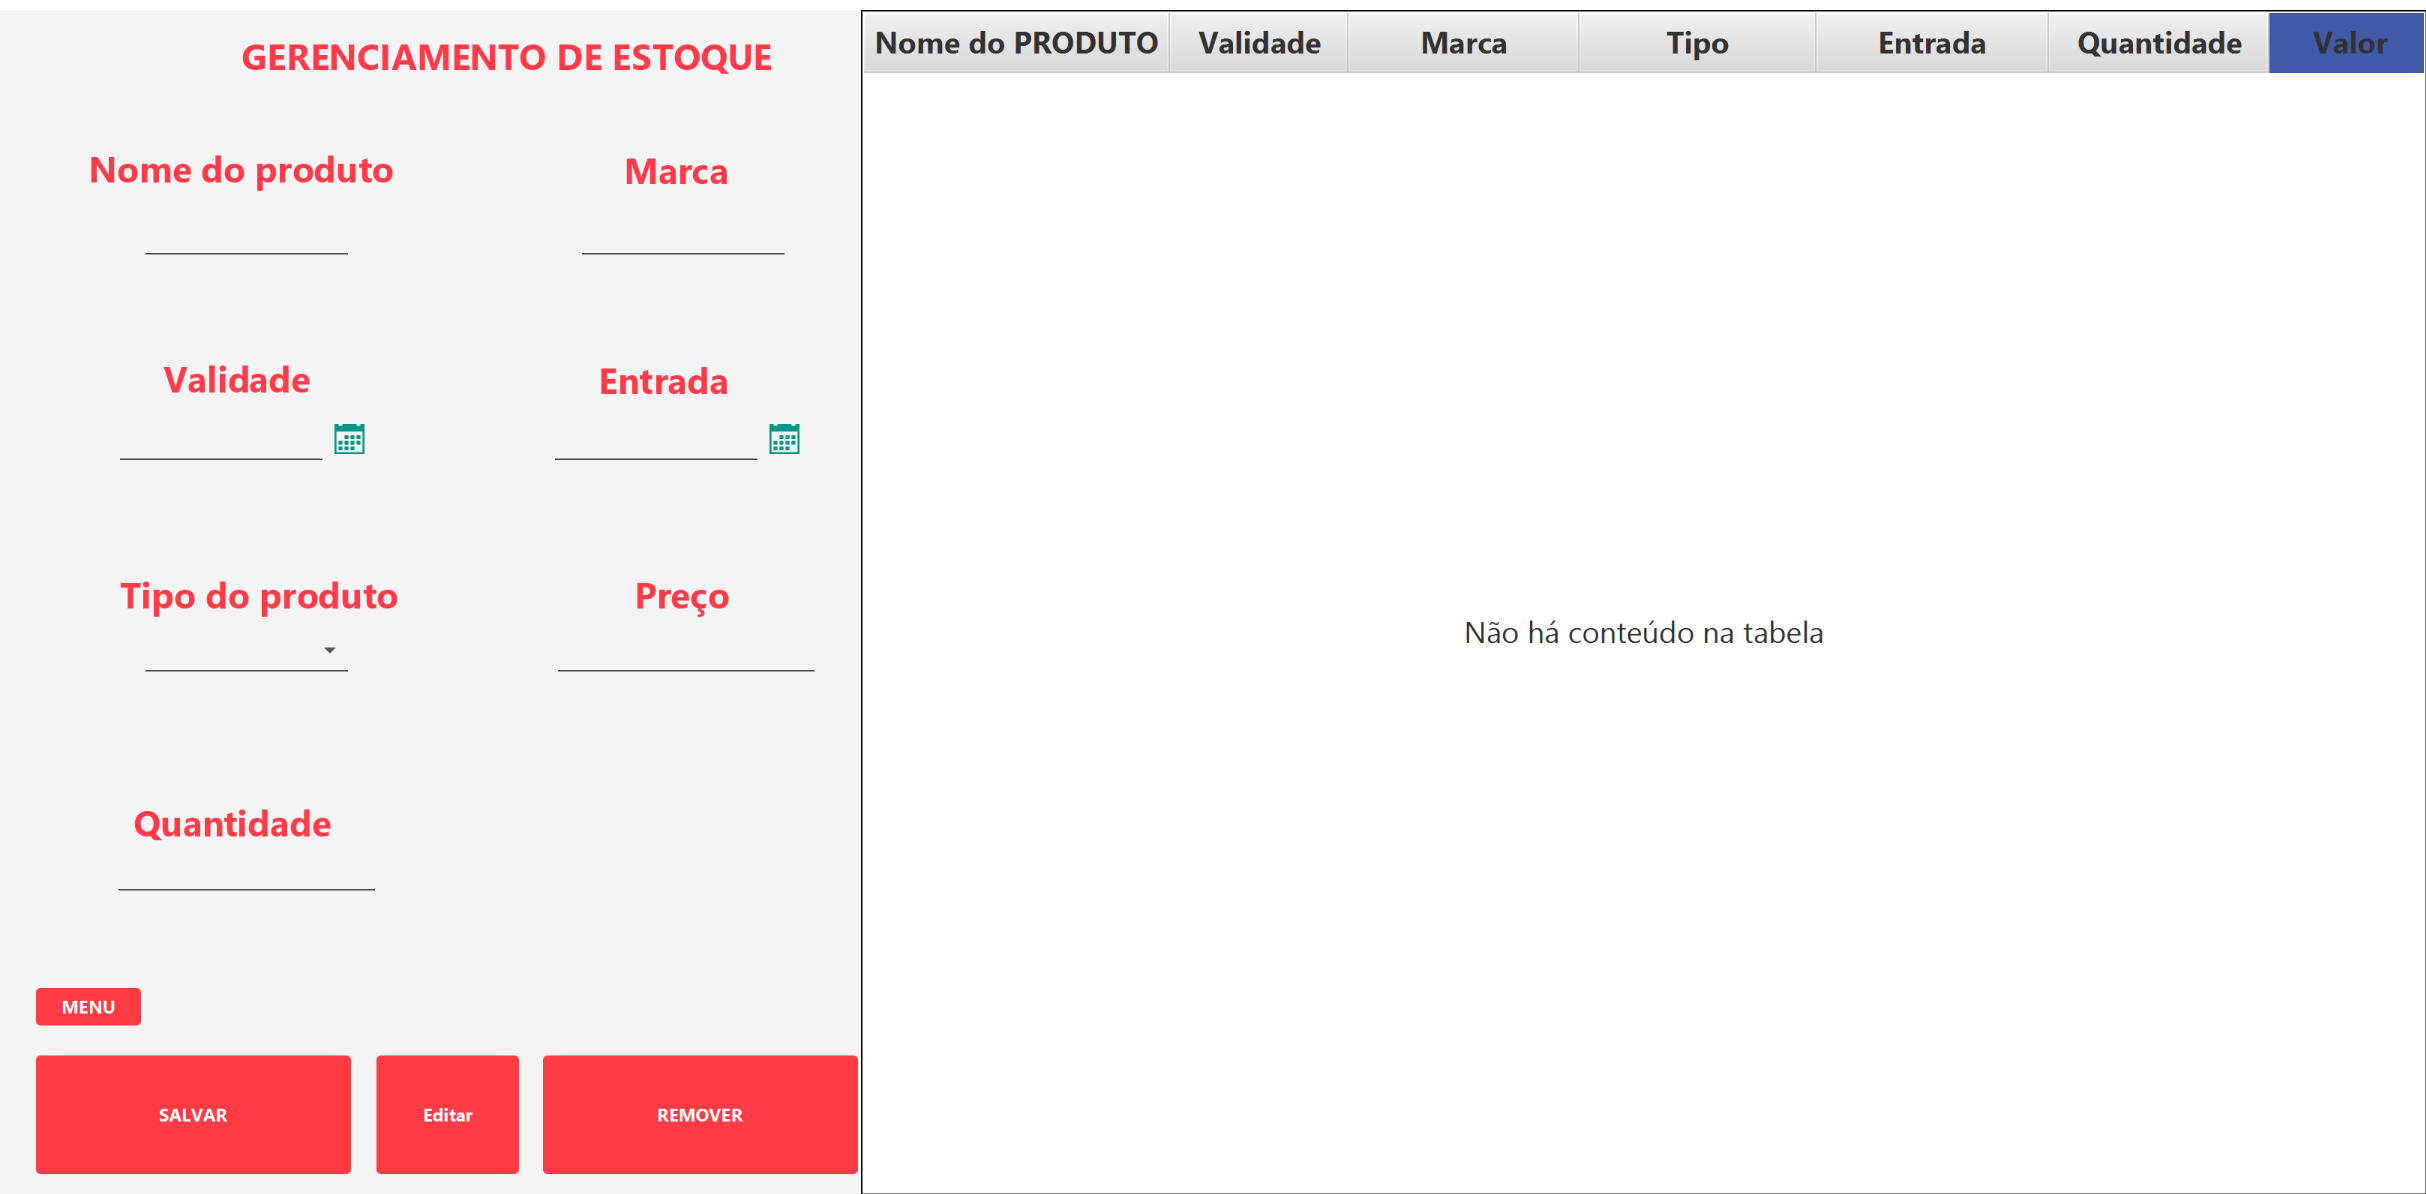 GERENCIAMENTO DE ESTOQUE
Nome do produto
Marca
Validade
Entrada
Tipo do produto
Preço
Quantidade
MENU
SALVAR
Editar
REMOVER
Nome do PRODUTO
Validade
Marca
Tipo
Entrada
Quantidade
Valor
Não há conteúdo na tabela